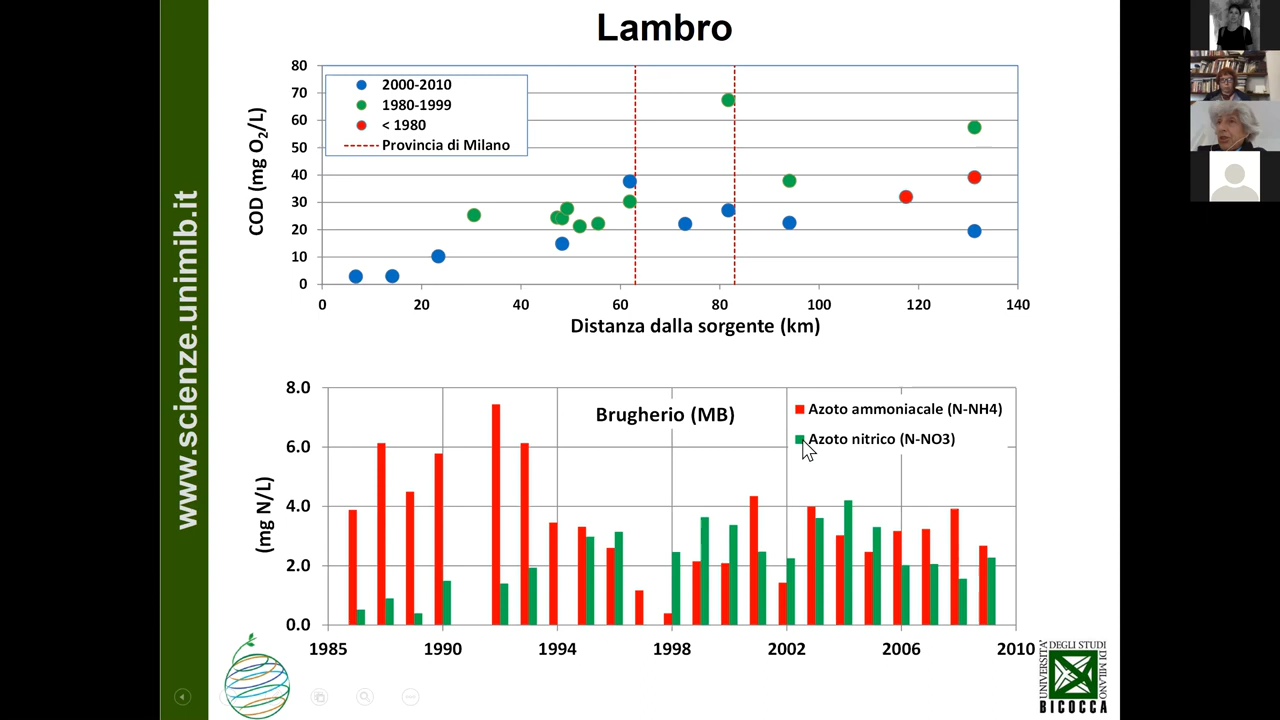 Lambro
www.scienze.unimib.it
COD (mg O₂/L)
80
70
60
50
40
30
20
10
0
2000-2010
1980-1999
< 1980
Provincia di Milano
0 20 40 60 80 100 120 140
Distanza dalla sorgente (km)
(mg N/L)
8.0
6.0
4.0
2.0
0.0
Brugherio (MB)
Azoto ammoniacale (N-NH4)
Azoto nitrico (N-NO3)
1985 1990 1994 1998 2002 2006 2010
UNIVERSITÀ
DEGLI STUDI
DI MILANO
BICOCCA